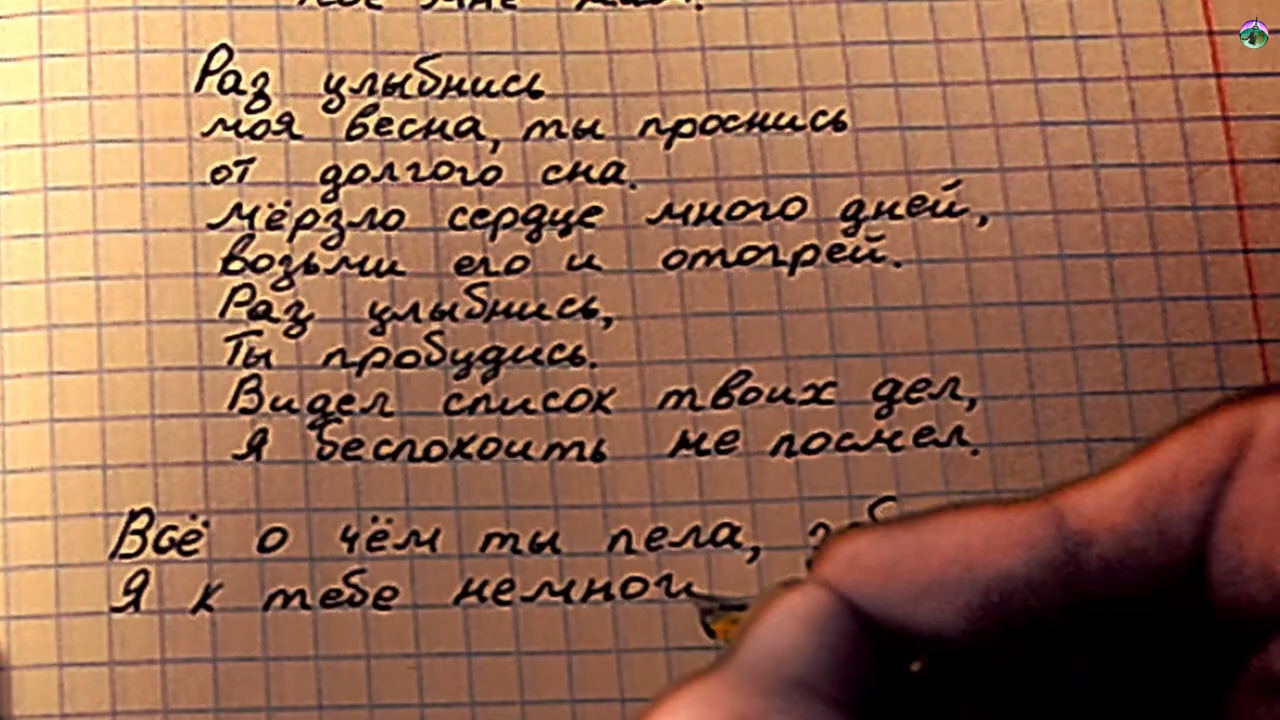 Раз улыбнись
моя весна, ты проснись
от долгого сна.
Мёрзло сердце много дней,
возьми его и отогрей.
Раз улыбнись,
Ты пробудись.
Видел список твоих дел,
Я беспокоить не посмел.
Всё о чём ты пела,
Я к тебе немног